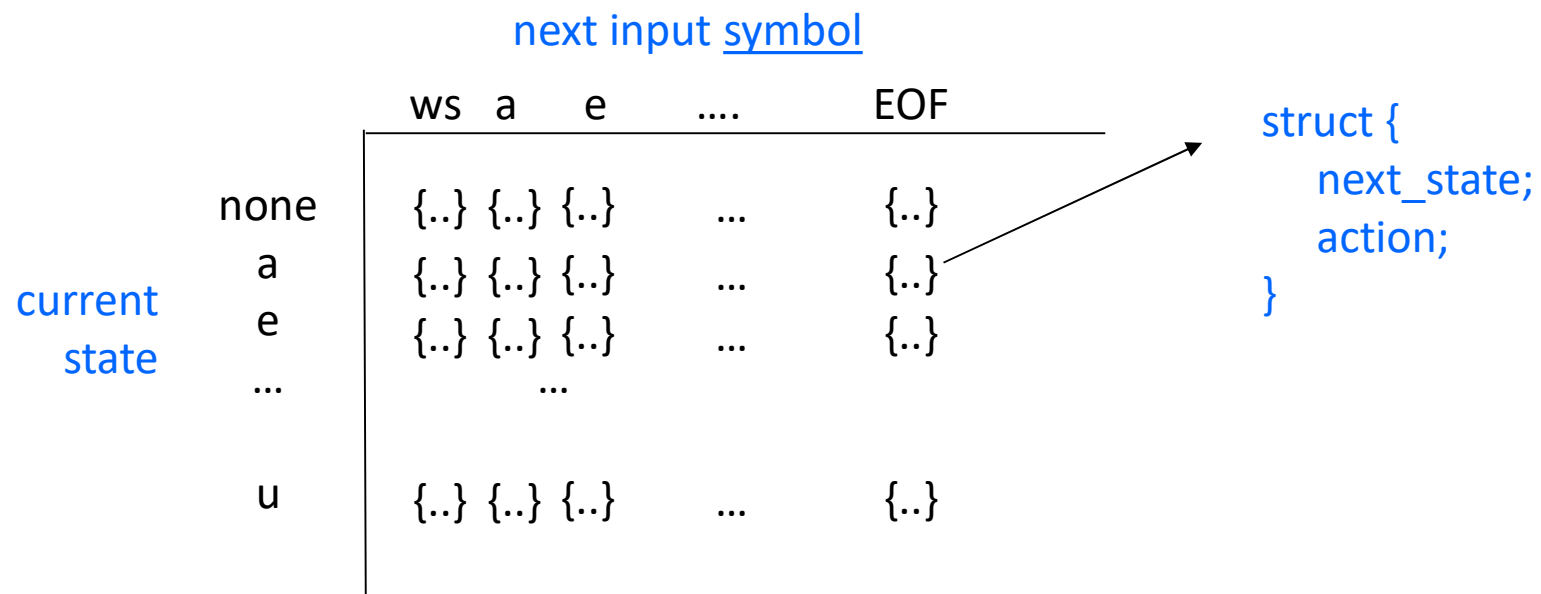 next input symbol
ws a e …. EOF
none {..} {..} {..} … {..}
a {..} {..} {..} … {..}
e {..} {..} {..} … {..}
… …
u {..} {..} {..} … {..}
current
state
struct {
next_state;
action;
}